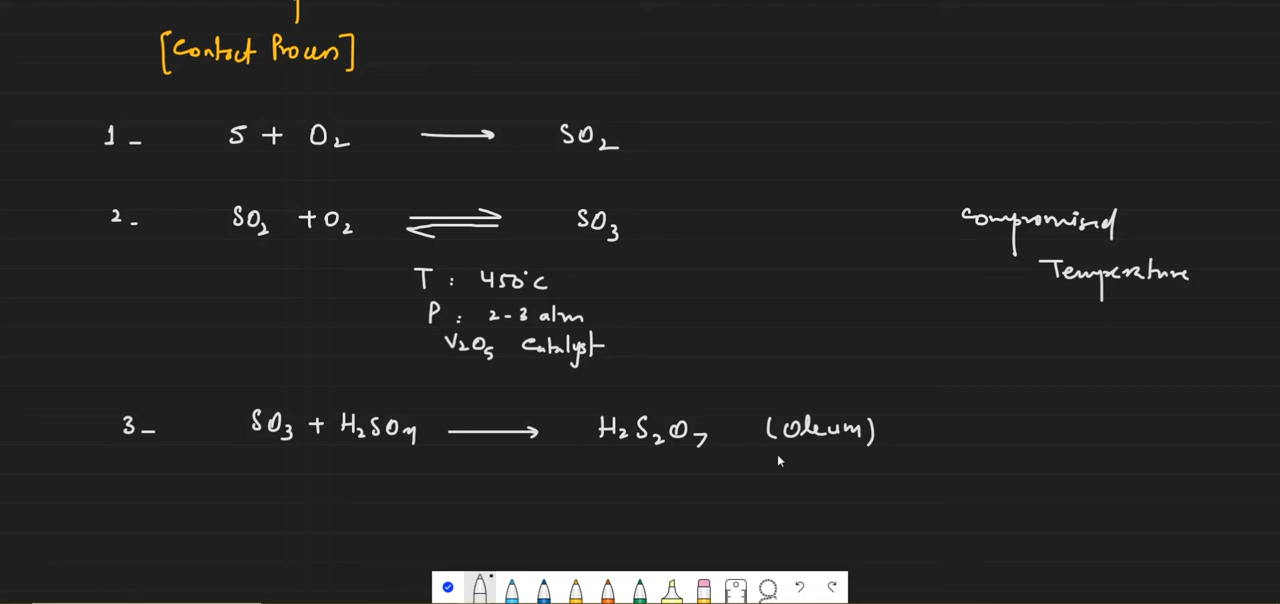 [Contact Process]
1- S + O₂ ⟶ SO₂
2- SO₂ + O₂ ⇌ SO₃
Compromised
Temperature
T : 450°C
P : 2-3 atm
V₂O₅ Catalyst
3- SO₃ + H₂SO₄ ⟶ H₂S₂O₇ (Oleum)